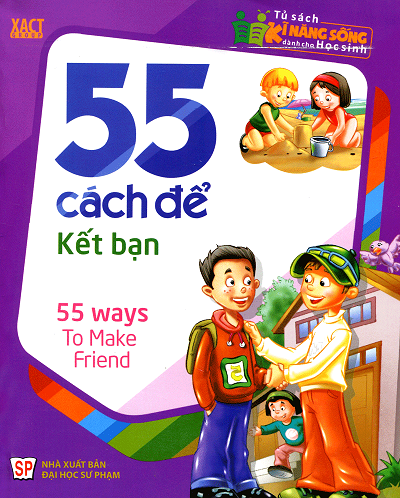 XACT
GROUP
Tủ sách
KĨ NĂNG SỐNG
dành cho Học sinh
55
cách để
Kết bạn
55 ways
To Make
Friend
SP
NHÀ XUẤT BẢN
ĐẠI HỌC SƯ PHẠM